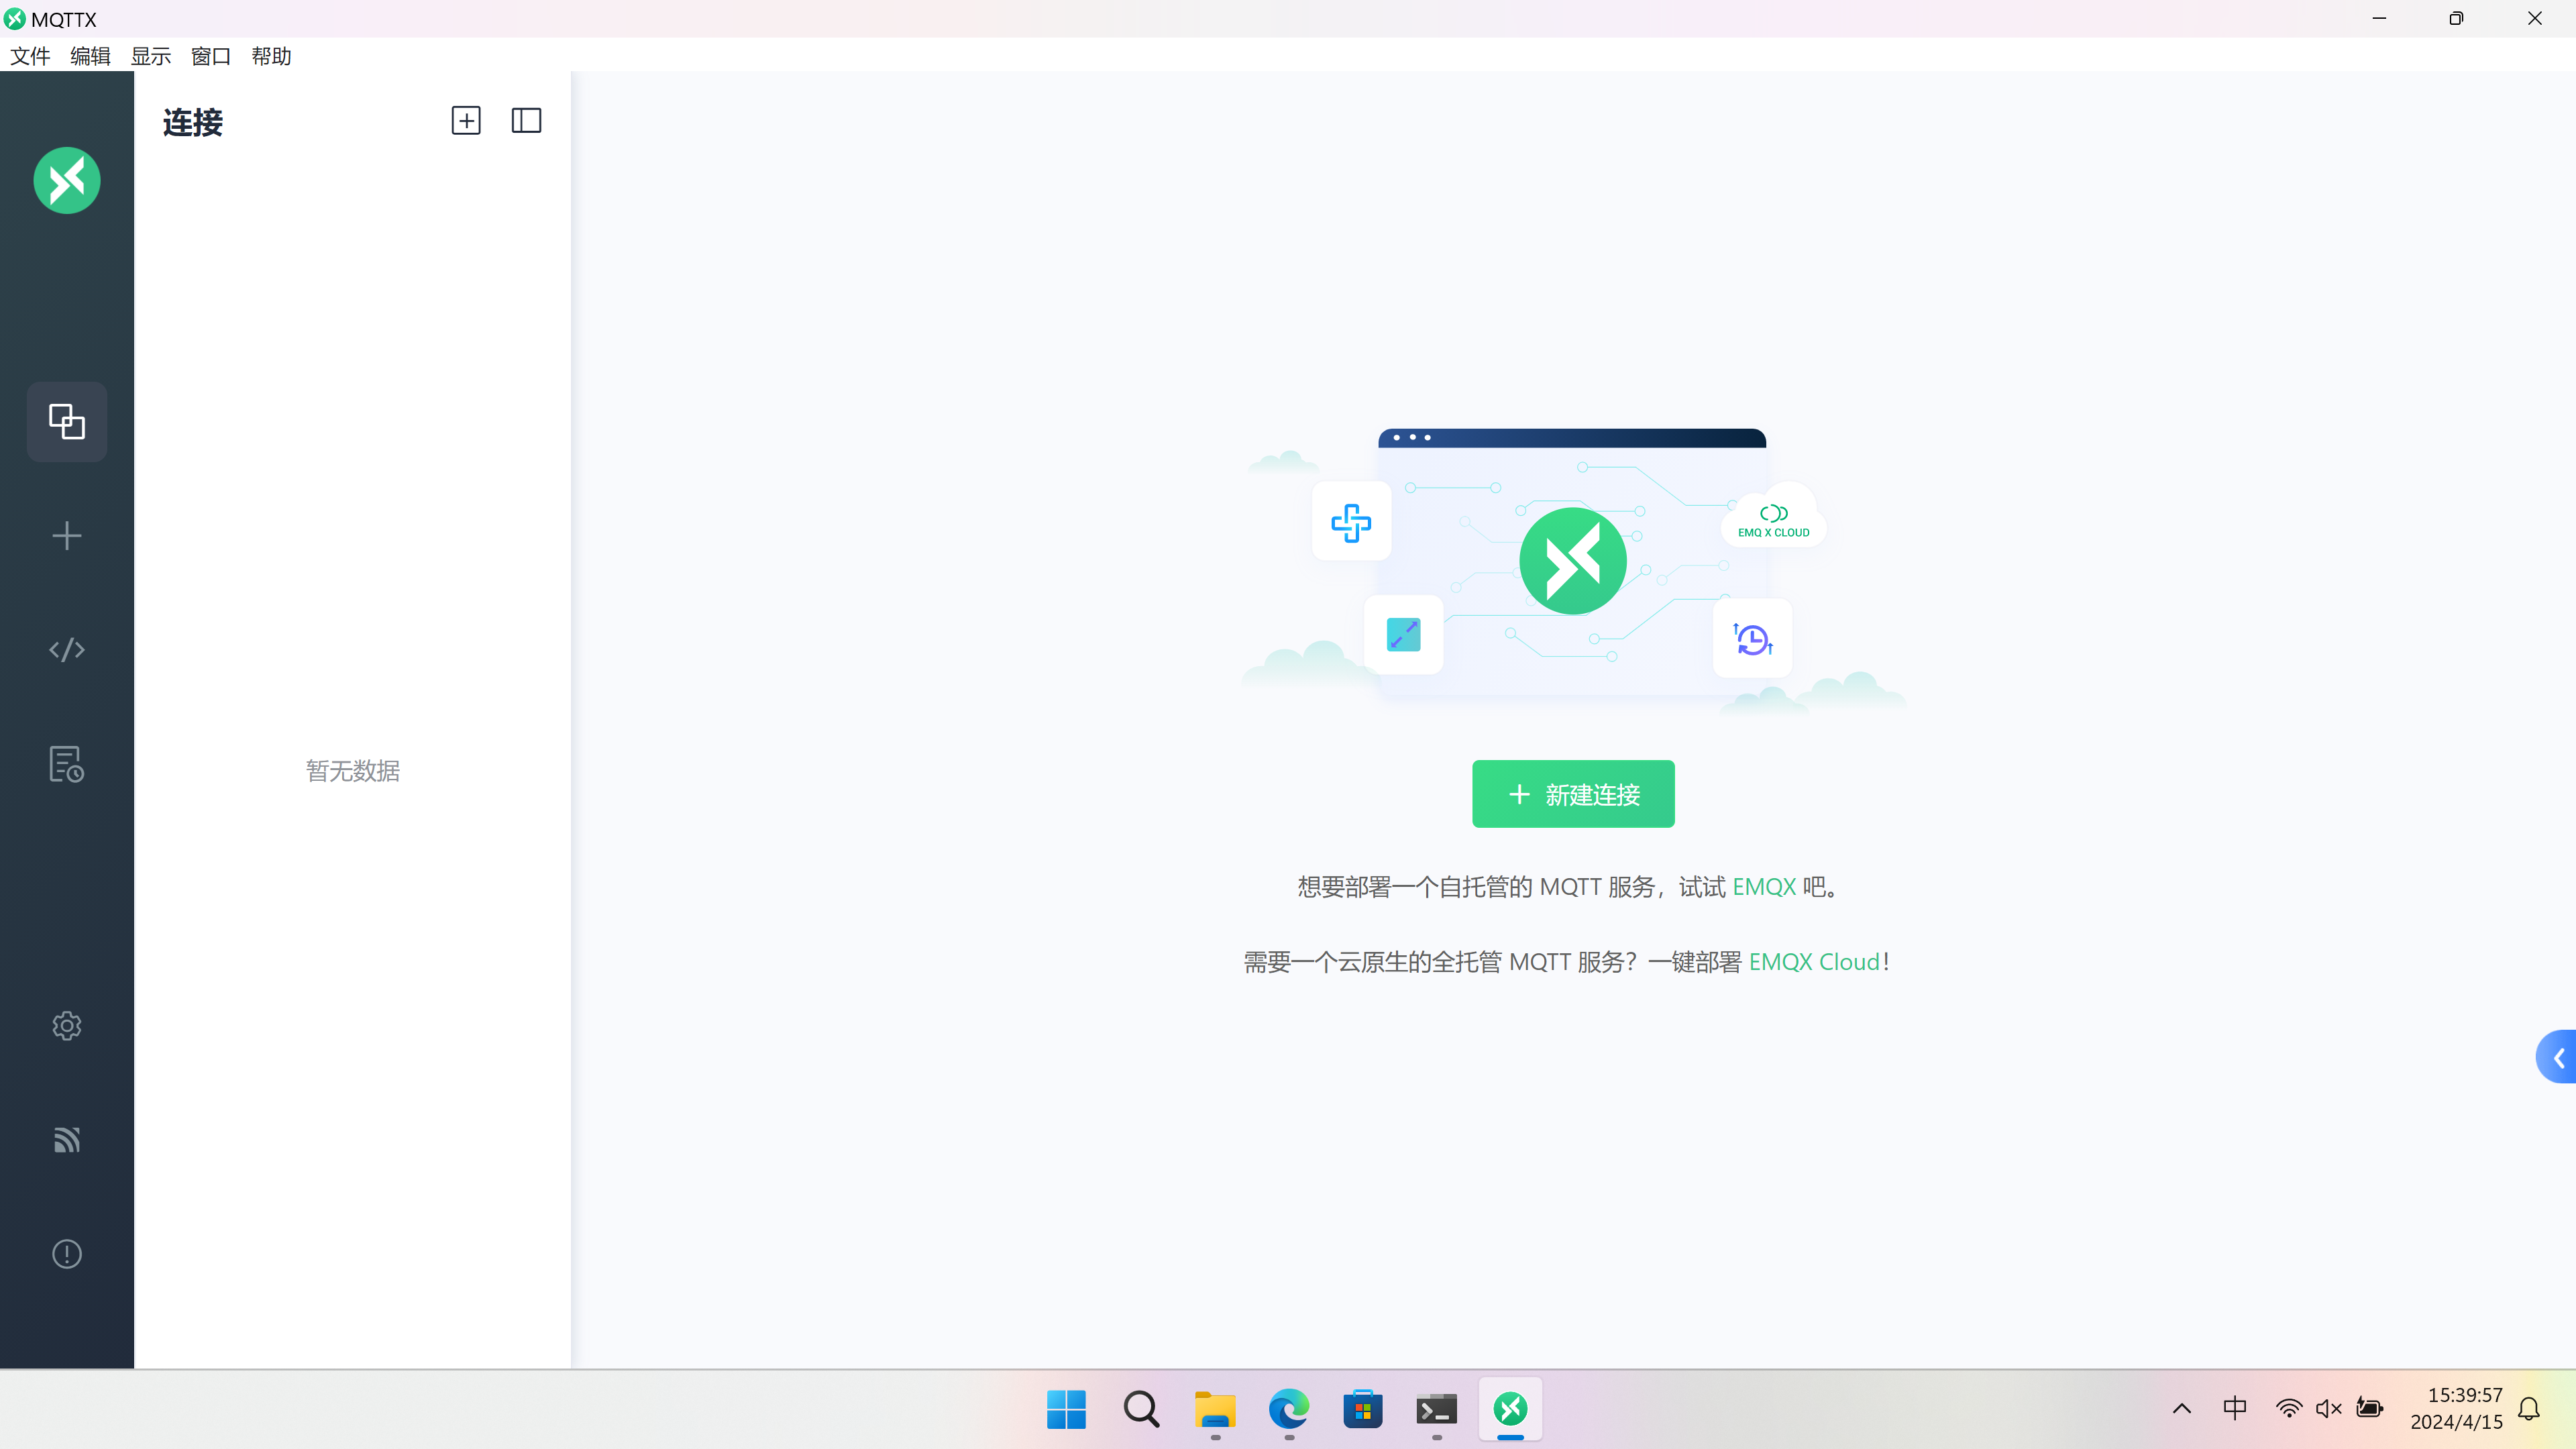 MQTTX
文件 编辑 显示 窗口 帮助
连接
暂无数据
EMQ X CLOUD
新建连接
想要部署一个自托管的 MQTT 服务，试试 EMQX 吧。
需要一个云原生的全托管 MQTT 服务？一键部署 EMQX Cloud！
中
15:39:57
2024/4/15